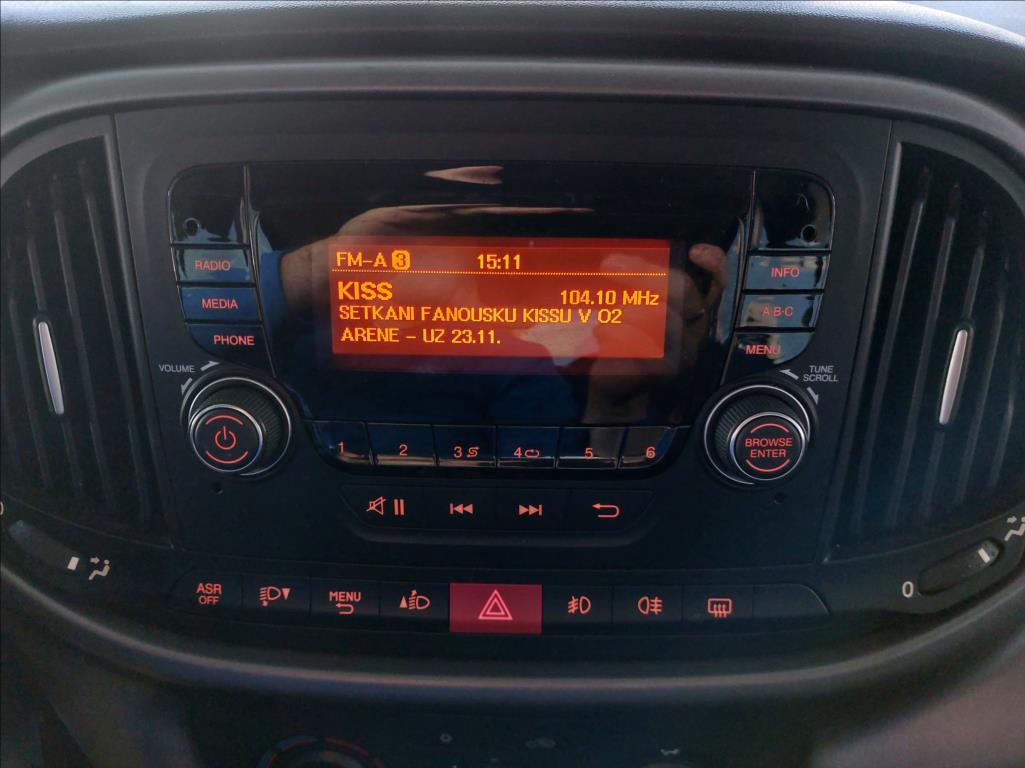 FM-A 3 15:11
KISS 104.10 MHz
SETKANI FANOUSKU KISSU V O2
ARENE - UZ 23.11.
RADIO
MEDIA
PHONE
INFO
A·B·C
MENU
VOLUME
TUNE
SCROLL
BROWSE
ENTER
1 2 3 4 5 6
ASR
OFF
MENU
0